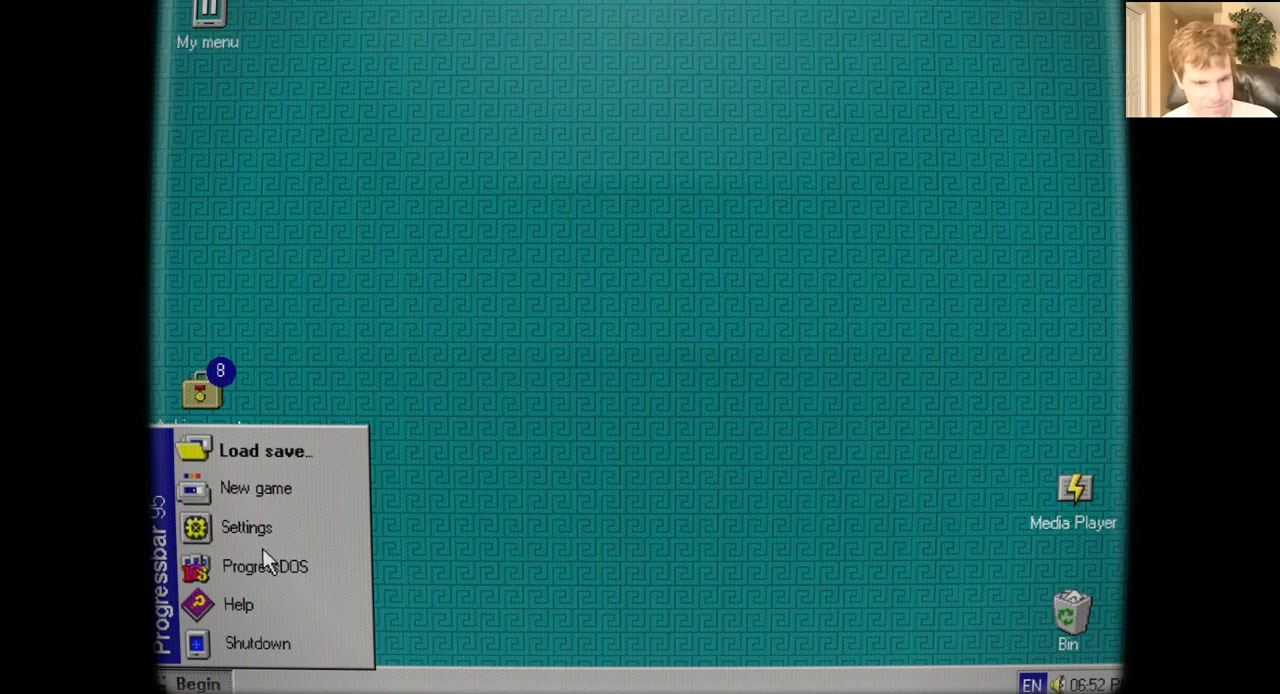 My menu
8
Load save...
New game
Settings
ProgressDOS
Help
Shutdown
Progressbar 95
Media Player
Bin
Begin
EN 06:52